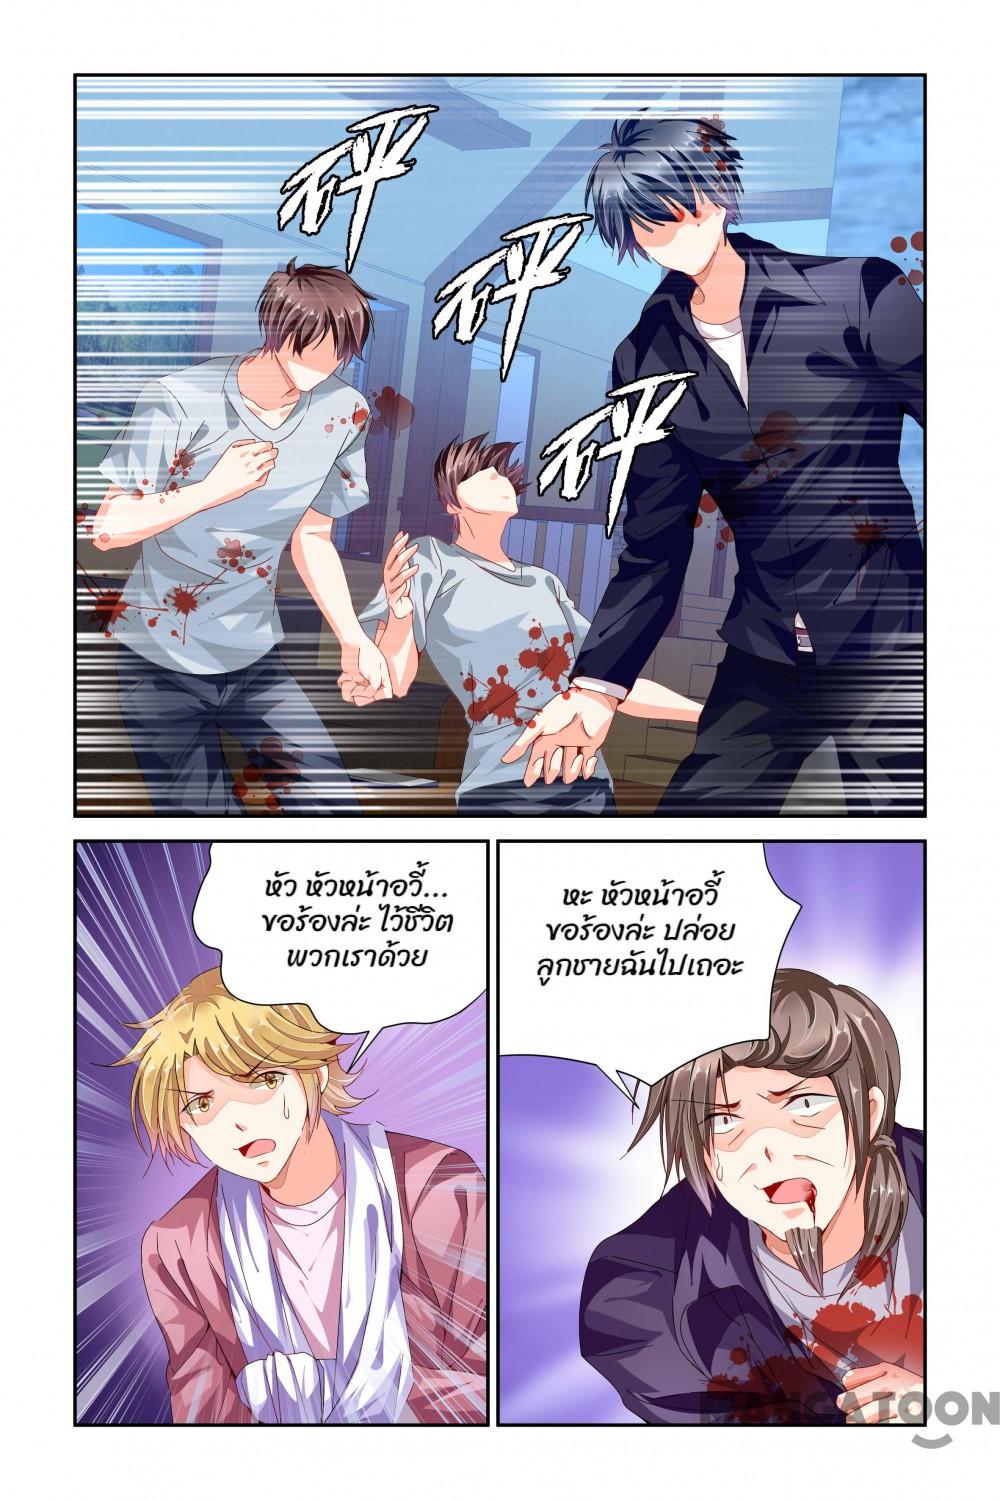 砰
砰
砰
หัว หัวหน้าอวี้...
ขอร้องล่ะ ไว้ชีวิต
พวกเราด้วย
หะ หัวหน้าอวี้
ขอร้องล่ะ ปล่อย
ลูกชายฉันไปเถอะ
MANGATOON